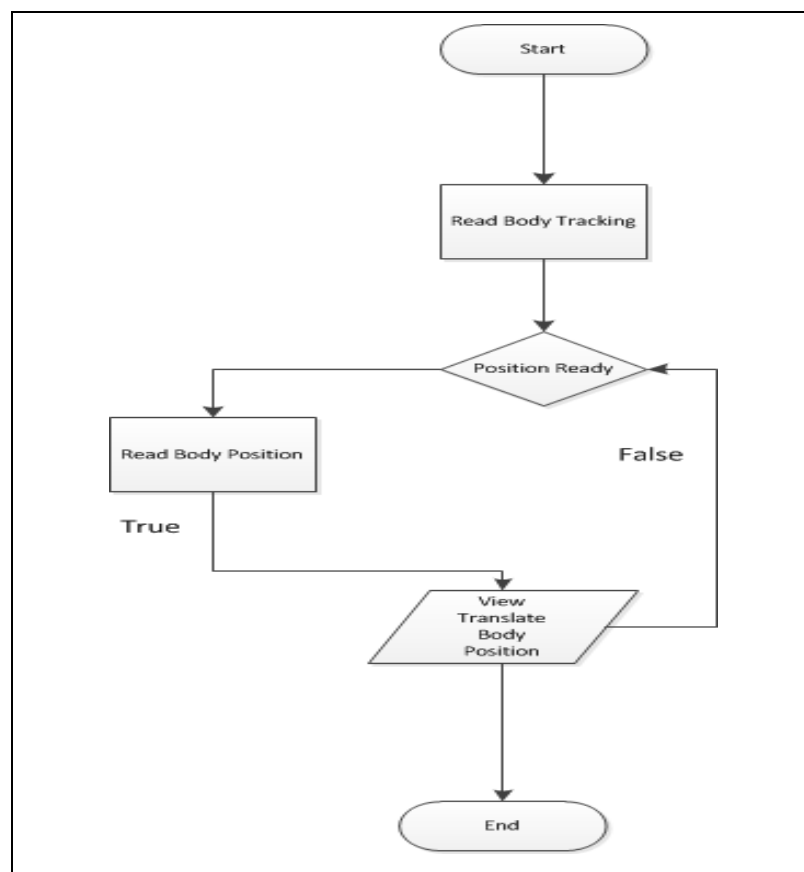 Start
Read Body Tracking
Position Ready
Read Body Position
False
True
View
Translate
Body
Position
End